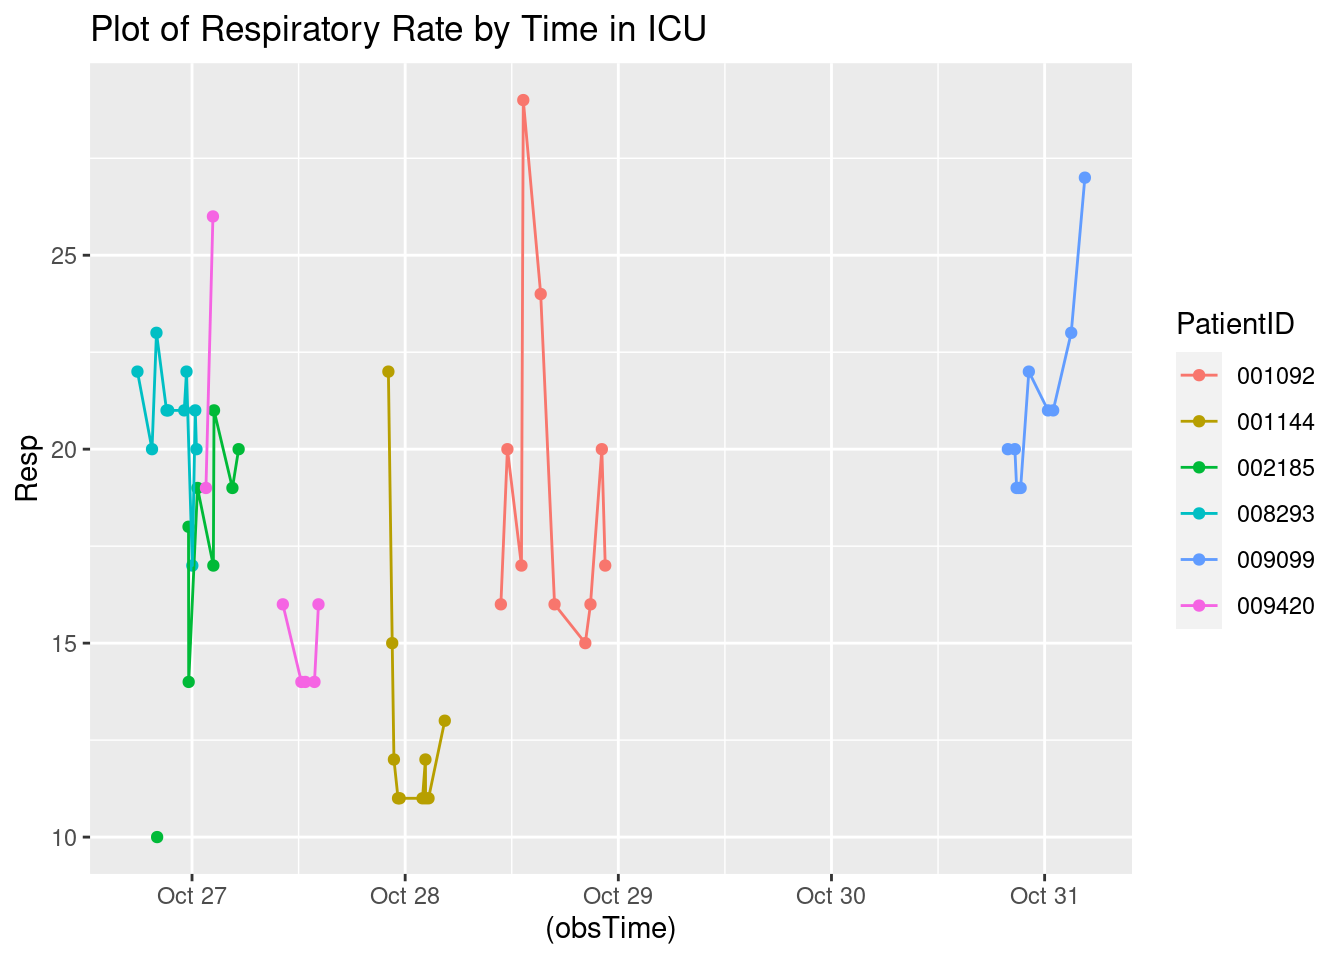 Plot of Respiratory Rate by Time in ICU
Resp
25
20
15
10
Oct 27
Oct 28
Oct 29
Oct 30
Oct 31
(obsTime)
PatientID
001092
001144
002185
008293
009099
009420